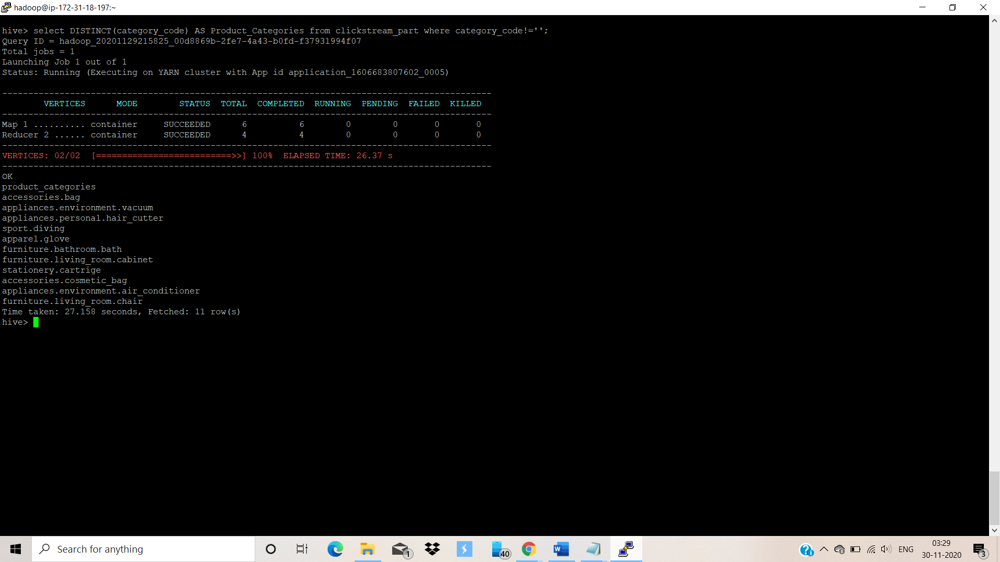 hadoop@ip-172-31-18-197:~
hive> select DISTINCT(category_code) AS Product_Categories from clickstream_part where category_code!='';
Query ID = hadoop_20201129215825_00d8869b-2fe7-4a43-b0fd-f37931994f07
Total jobs = 1
Launching Job 1 out of 1
Status: Running (Executing on YARN cluster with App id application_1606683807602_0005)
----------------------------------------------------------------------------------------------
        VERTICES      MODE        STATUS  TOTAL  COMPLETED  RUNNING  PENDING  FAILED  KILLED
----------------------------------------------------------------------------------------------
Map 1 .......... container     SUCCEEDED      6          6        0        0       0       0
Reducer 2 ...... container     SUCCEEDED      4          4        0        0       0       0
----------------------------------------------------------------------------------------------
VERTICES: 02/02  [==========================>>] 100%  ELAPSED TIME: 26.37 s
----------------------------------------------------------------------------------------------
OK
product_categories
accessories.bag
appliances.environment.vacuum
appliances.personal.hair_cutter
sport.diving
apparel.glove
furniture.bathroom.bath
furniture.living_room.cabinet
stationery.cartrige
accessories.cosmetic_bag
appliances.environment.air_conditioner
furniture.living_room.chair
Time taken: 27.158 seconds, Fetched: 11 row(s)
hive>
Search for anything
1
40
W
ENG
03:29
30-11-2020
3